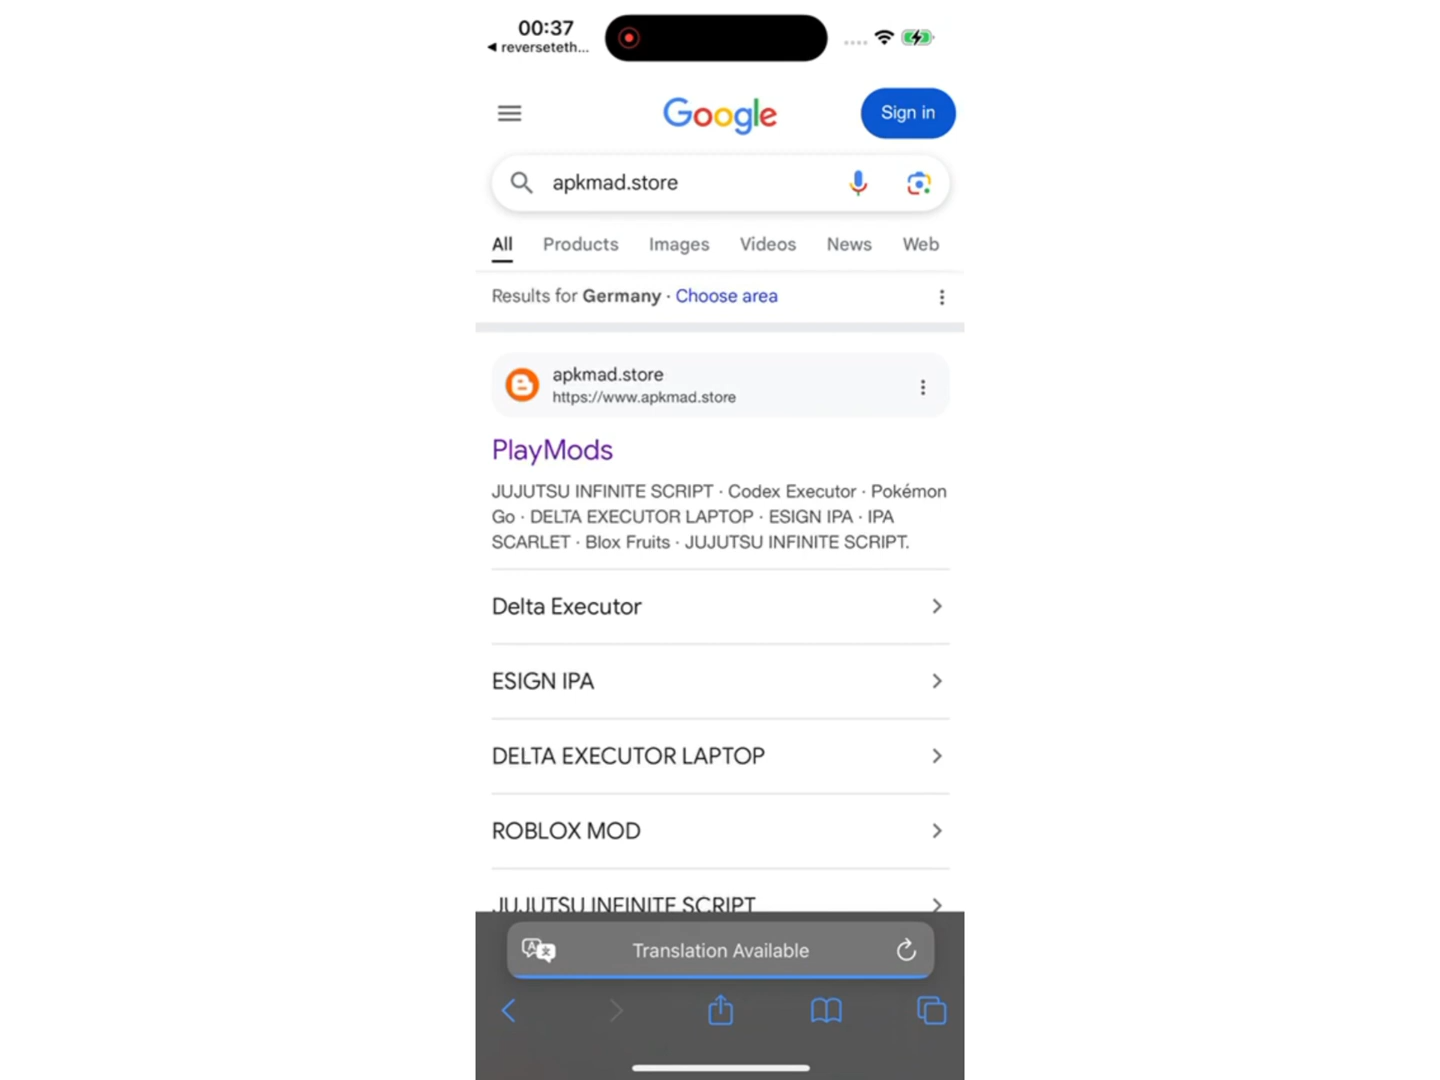 00:37
◀ reverseteth...
Google
Sign in
apkmad.store
All Products Images Videos News Web
Results for Germany · Choose area
apkmad.store
https://www.apkmad.store
PlayMods
JUJUTSU INFINITE SCRIPT · Codex Executor · Pokémon
Go · DELTA EXECUTOR LAPTOP · ESIGN IPA · IPA
SCARLET · Blox Fruits · JUJUTSU INFINITE SCRIPT.
Delta Executor
ESIGN IPA
DELTA EXECUTOR LAPTOP
ROBLOX MOD
JUJUTSU INFINITE SCRIPT
Translation Available